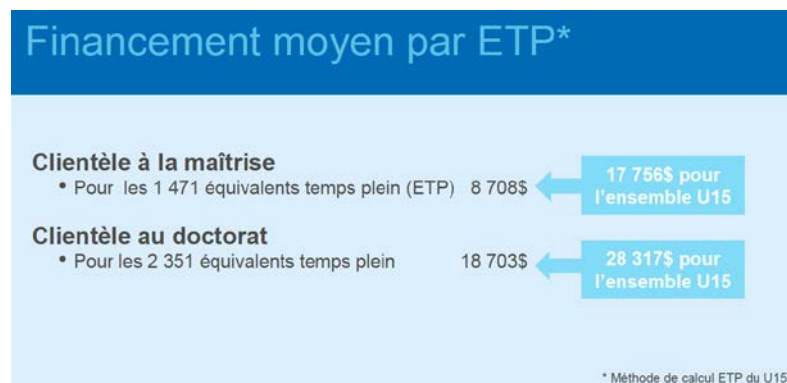 Financement moyen par ETP*
Clientèle à la maîtrise
• Pour les 1 471 équivalents temps plein (ETP) 8 708$
17 756$ pour
l'ensemble U15
Clientèle au doctorat
• Pour les 2 351 équivalents temps plein 18 703$
28 317$ pour
l'ensemble U15
* Méthode de calcul ETP du U15